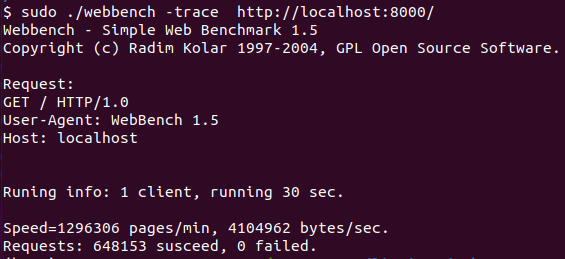 $ sudo ./webbench -trace  http://localhost:8000/
Webbench - Simple Web Benchmark 1.5
Copyright (c) Radim Kolar 1997-2004, GPL Open Source Software.
Request:
GET / HTTP/1.0
User-Agent: WebBench 1.5
Host: localhost
Runing info: 1 client, running 30 sec.
Speed=1296306 pages/min, 4104962 bytes/sec.
Requests: 648153 susceed, 0 failed.